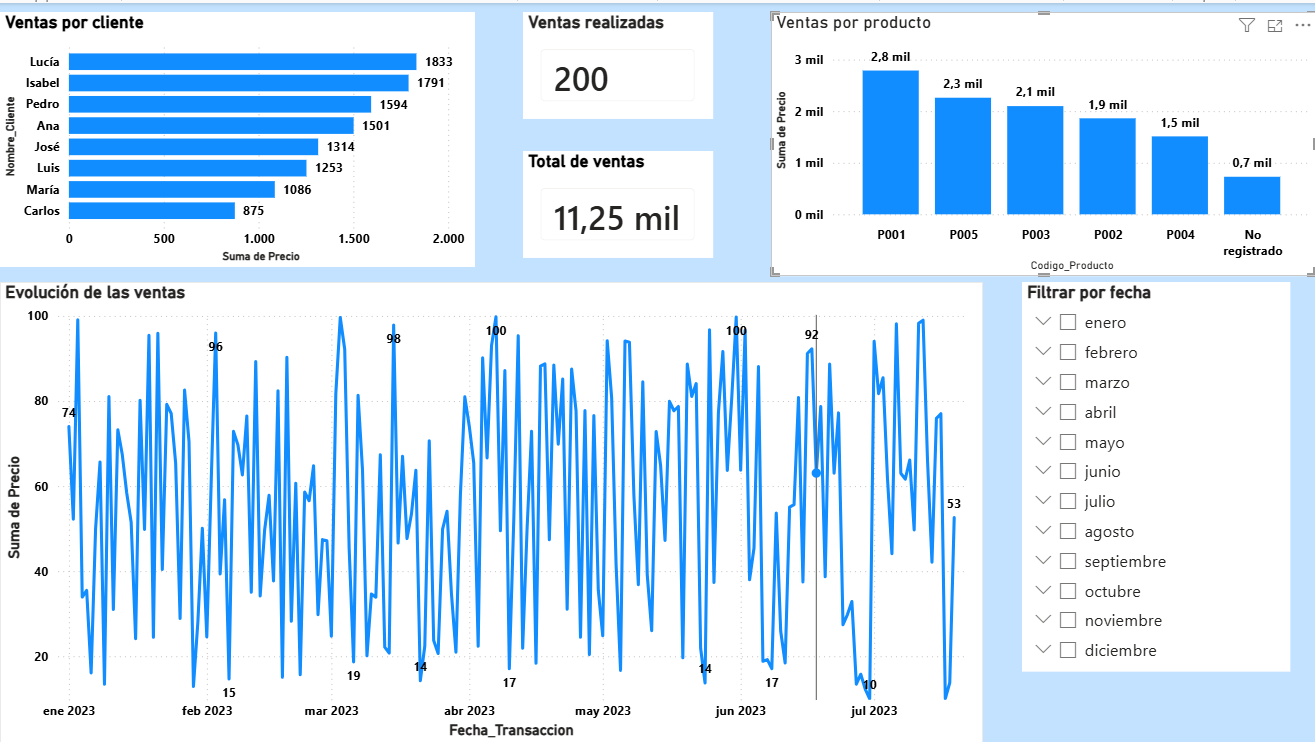 Ventas por cliente
Nombre_Cliente
Lucía 1833
Isabel 1791
Pedro 1594
Ana 1501
José 1314
Luis 1253
María 1086
Carlos 875
0 500 1.000 1.500 2.000
Suma de Precio
Ventas realizadas
200
Total de ventas
11,25 mil
Ventas por producto
Suma de Precio
3 mil
2 mil
1 mil
0 mil
2,8 mil 2,3 mil 2,1 mil 1,9 mil 1,5 mil 0,7 mil
P001 P005 P003 P002 P004 No registrado
Codigo_Producto
Evolución de las ventas
Suma de Precio
100
80
60
40
20
74 96 15 19 98 14 100 17 14 100 17 92 10 53
ene 2023 feb 2023 mar 2023 abr 2023 may 2023 jun 2023 jul 2023
Fecha_Transaccion
Filtrar por fecha
enero
febrero
marzo
abril
mayo
junio
julio
agosto
septiembre
octubre
noviembre
diciembre